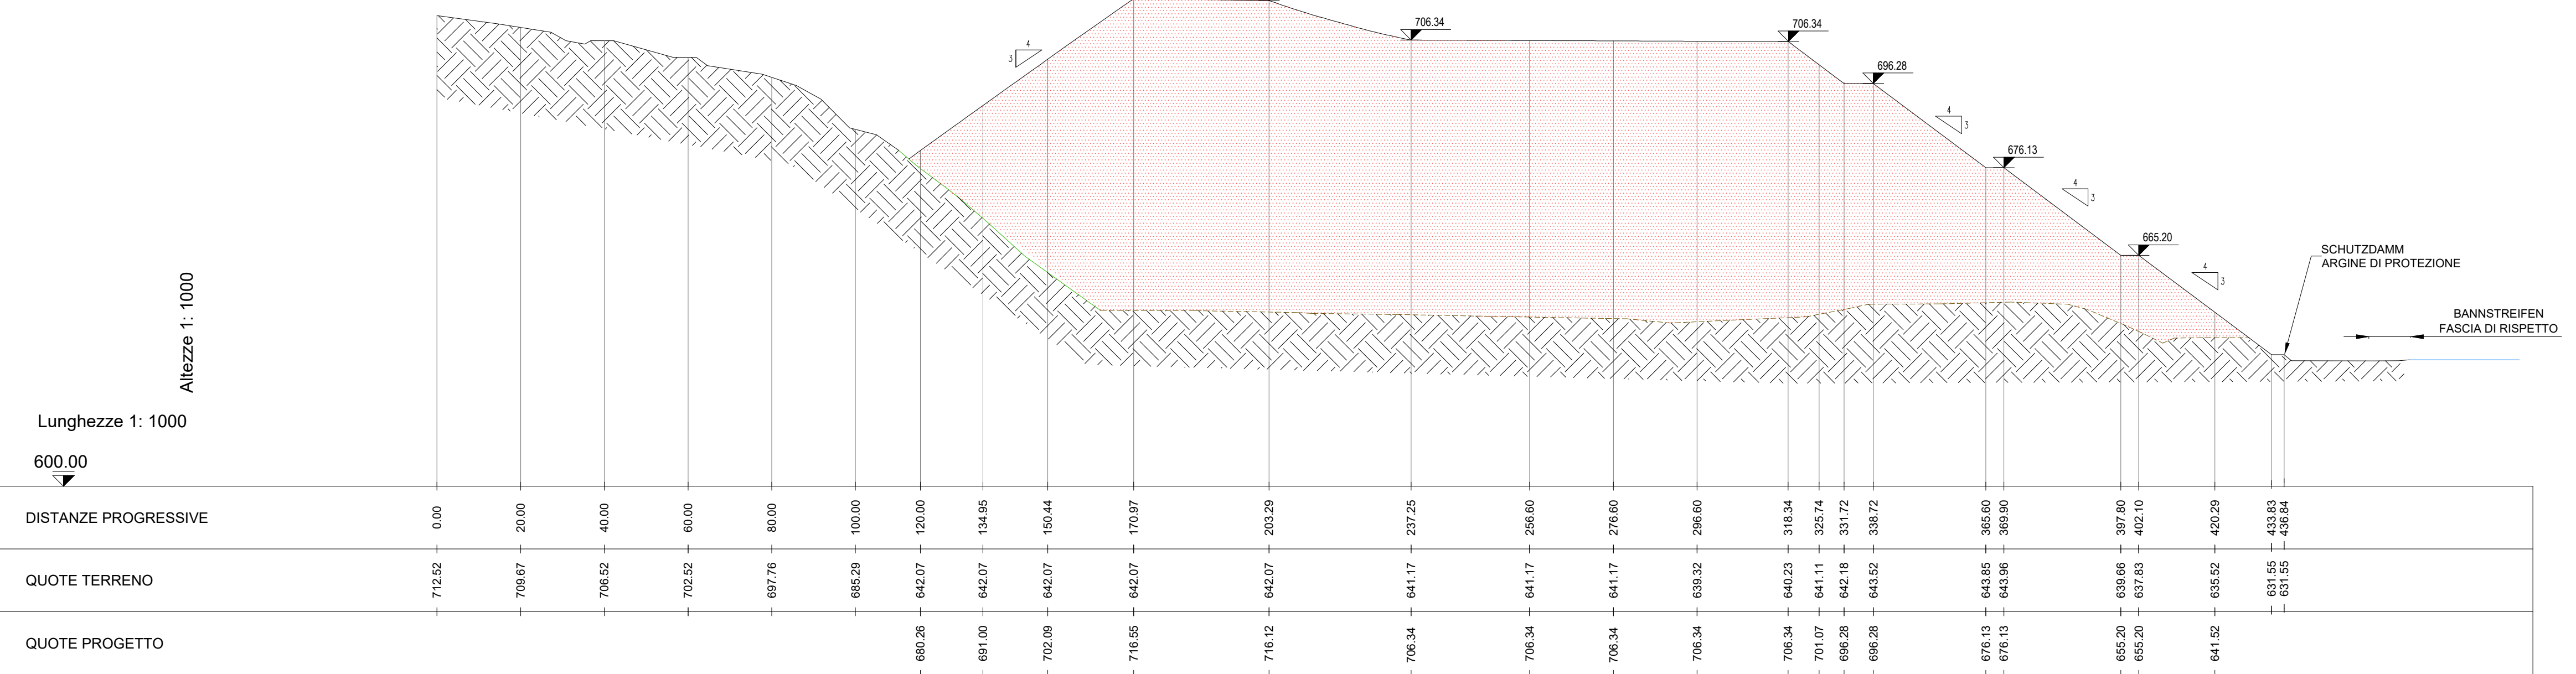 706.34
706.34
4
3
696.28
4
3
676.13
4
3
665.20
SCHUTZDAMM
ARGINE DI PROTEZIONE
4
3
BANNSTREIFEN
FASCIA DI RISPETTO
Altezze 1: 1000
Lunghezze 1: 1000
600.00
DISTANZE PROGRESSIVE 0.00 20.00 40.00 60.00 80.00 100.00 120.00 134.95 150.44 170.97 203.29 237.25 256.60 276.60 296.60 318.34 325.74 331.72 338.72 365.60 369.90 397.80 402.10 420.29 433.83 436.84
QUOTE TERRENO 712.52 709.67 706.52 702.52 697.76 685.29 642.07 642.07 642.07 642.07 642.07 641.17 641.17 641.17 639.32 640.23 641.11 642.18 643.52 643.85 643.96 639.66 637.83 635.52 631.55 631.55
QUOTE PROGETTO 680.26 691.00 702.09 716.55 716.12 706.34 706.34 706.34 706.34 706.34 701.07 696.28 696.28 676.13 676.13 655.20 655.20 641.52